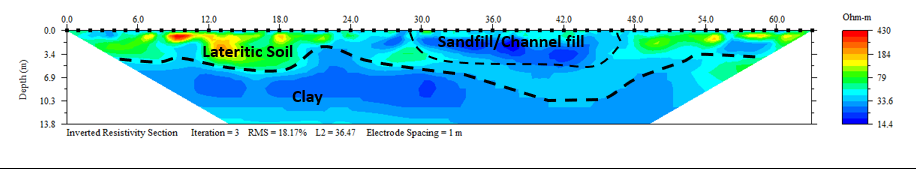 0.0 6.0 12.0 18.0 24.0 30.0 36.0 42.0 48.0 54.0 60.0 Ohm-m
0.0 430
Sandfill/Channel fill
Lateritic Soil
3.4 184
Depth (m)
6.9 79
Clay
10.3 33.6
13.8 14.4
Inverted Resistivity Section Iteration = 3 RMS = 18.17% L2 = 36.47 Electrode Spacing = 1 m